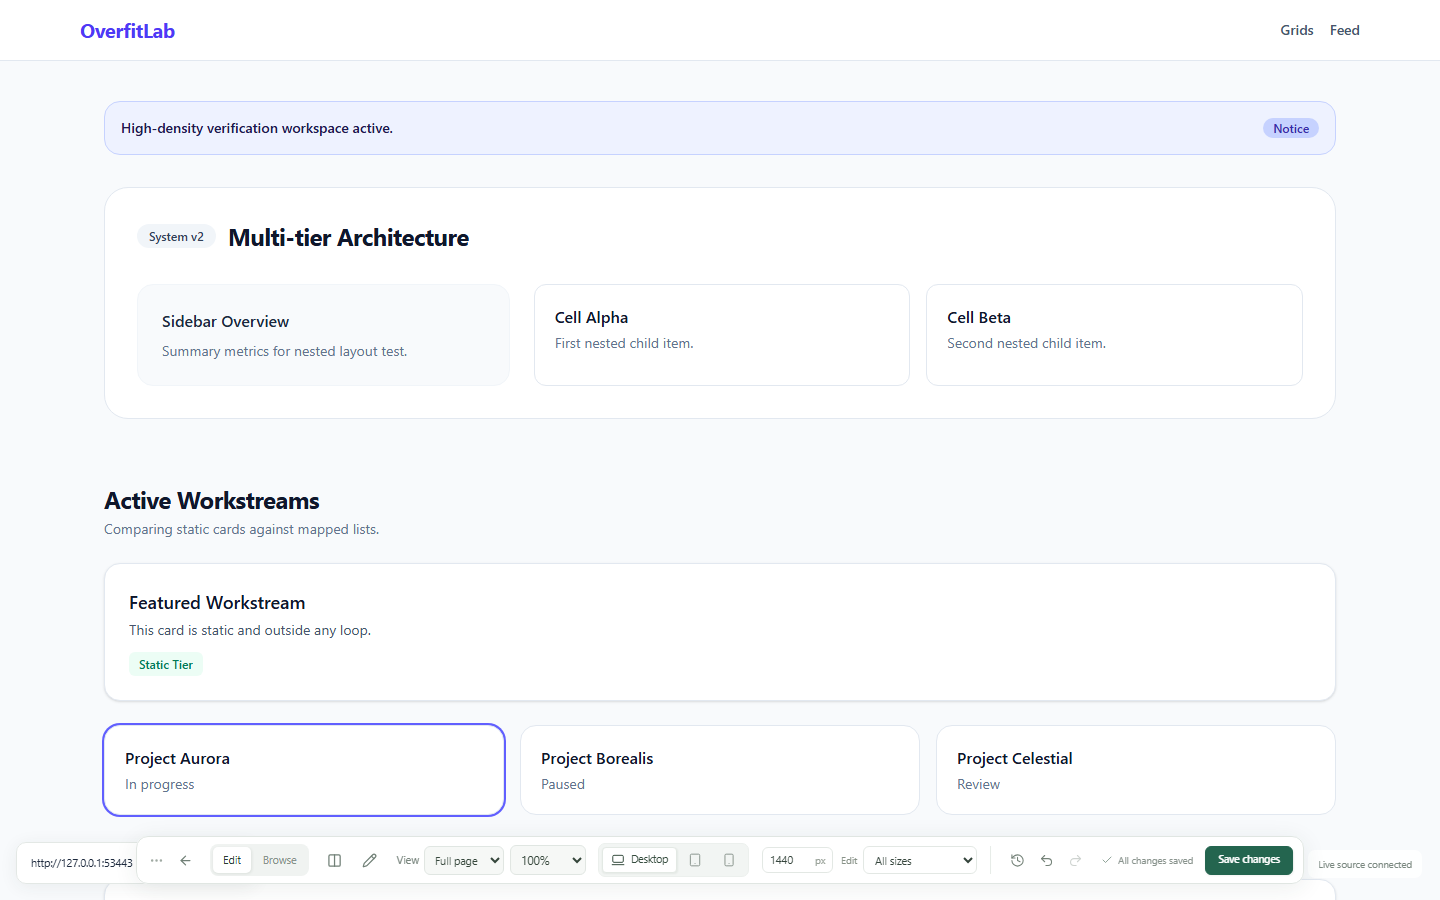 OverfitLab
Grids Feed
High-density verification workspace active.
Notice
System v2 Multi-tier Architecture
Sidebar Overview
Summary metrics for nested layout test.
Cell Alpha
First nested child item.
Cell Beta
Second nested child item.
Active Workstreams
Comparing static cards against mapped lists.
Featured Workstream
This card is static and outside any loop.
Static Tier
Project Aurora
In progress
Project Borealis
Paused
Project Celestial
Review
http://127.0.0.1:53443
Edit Browse View Full page 100% Desktop 1440 px Edit All sizes All changes saved Save changes
Live source connected